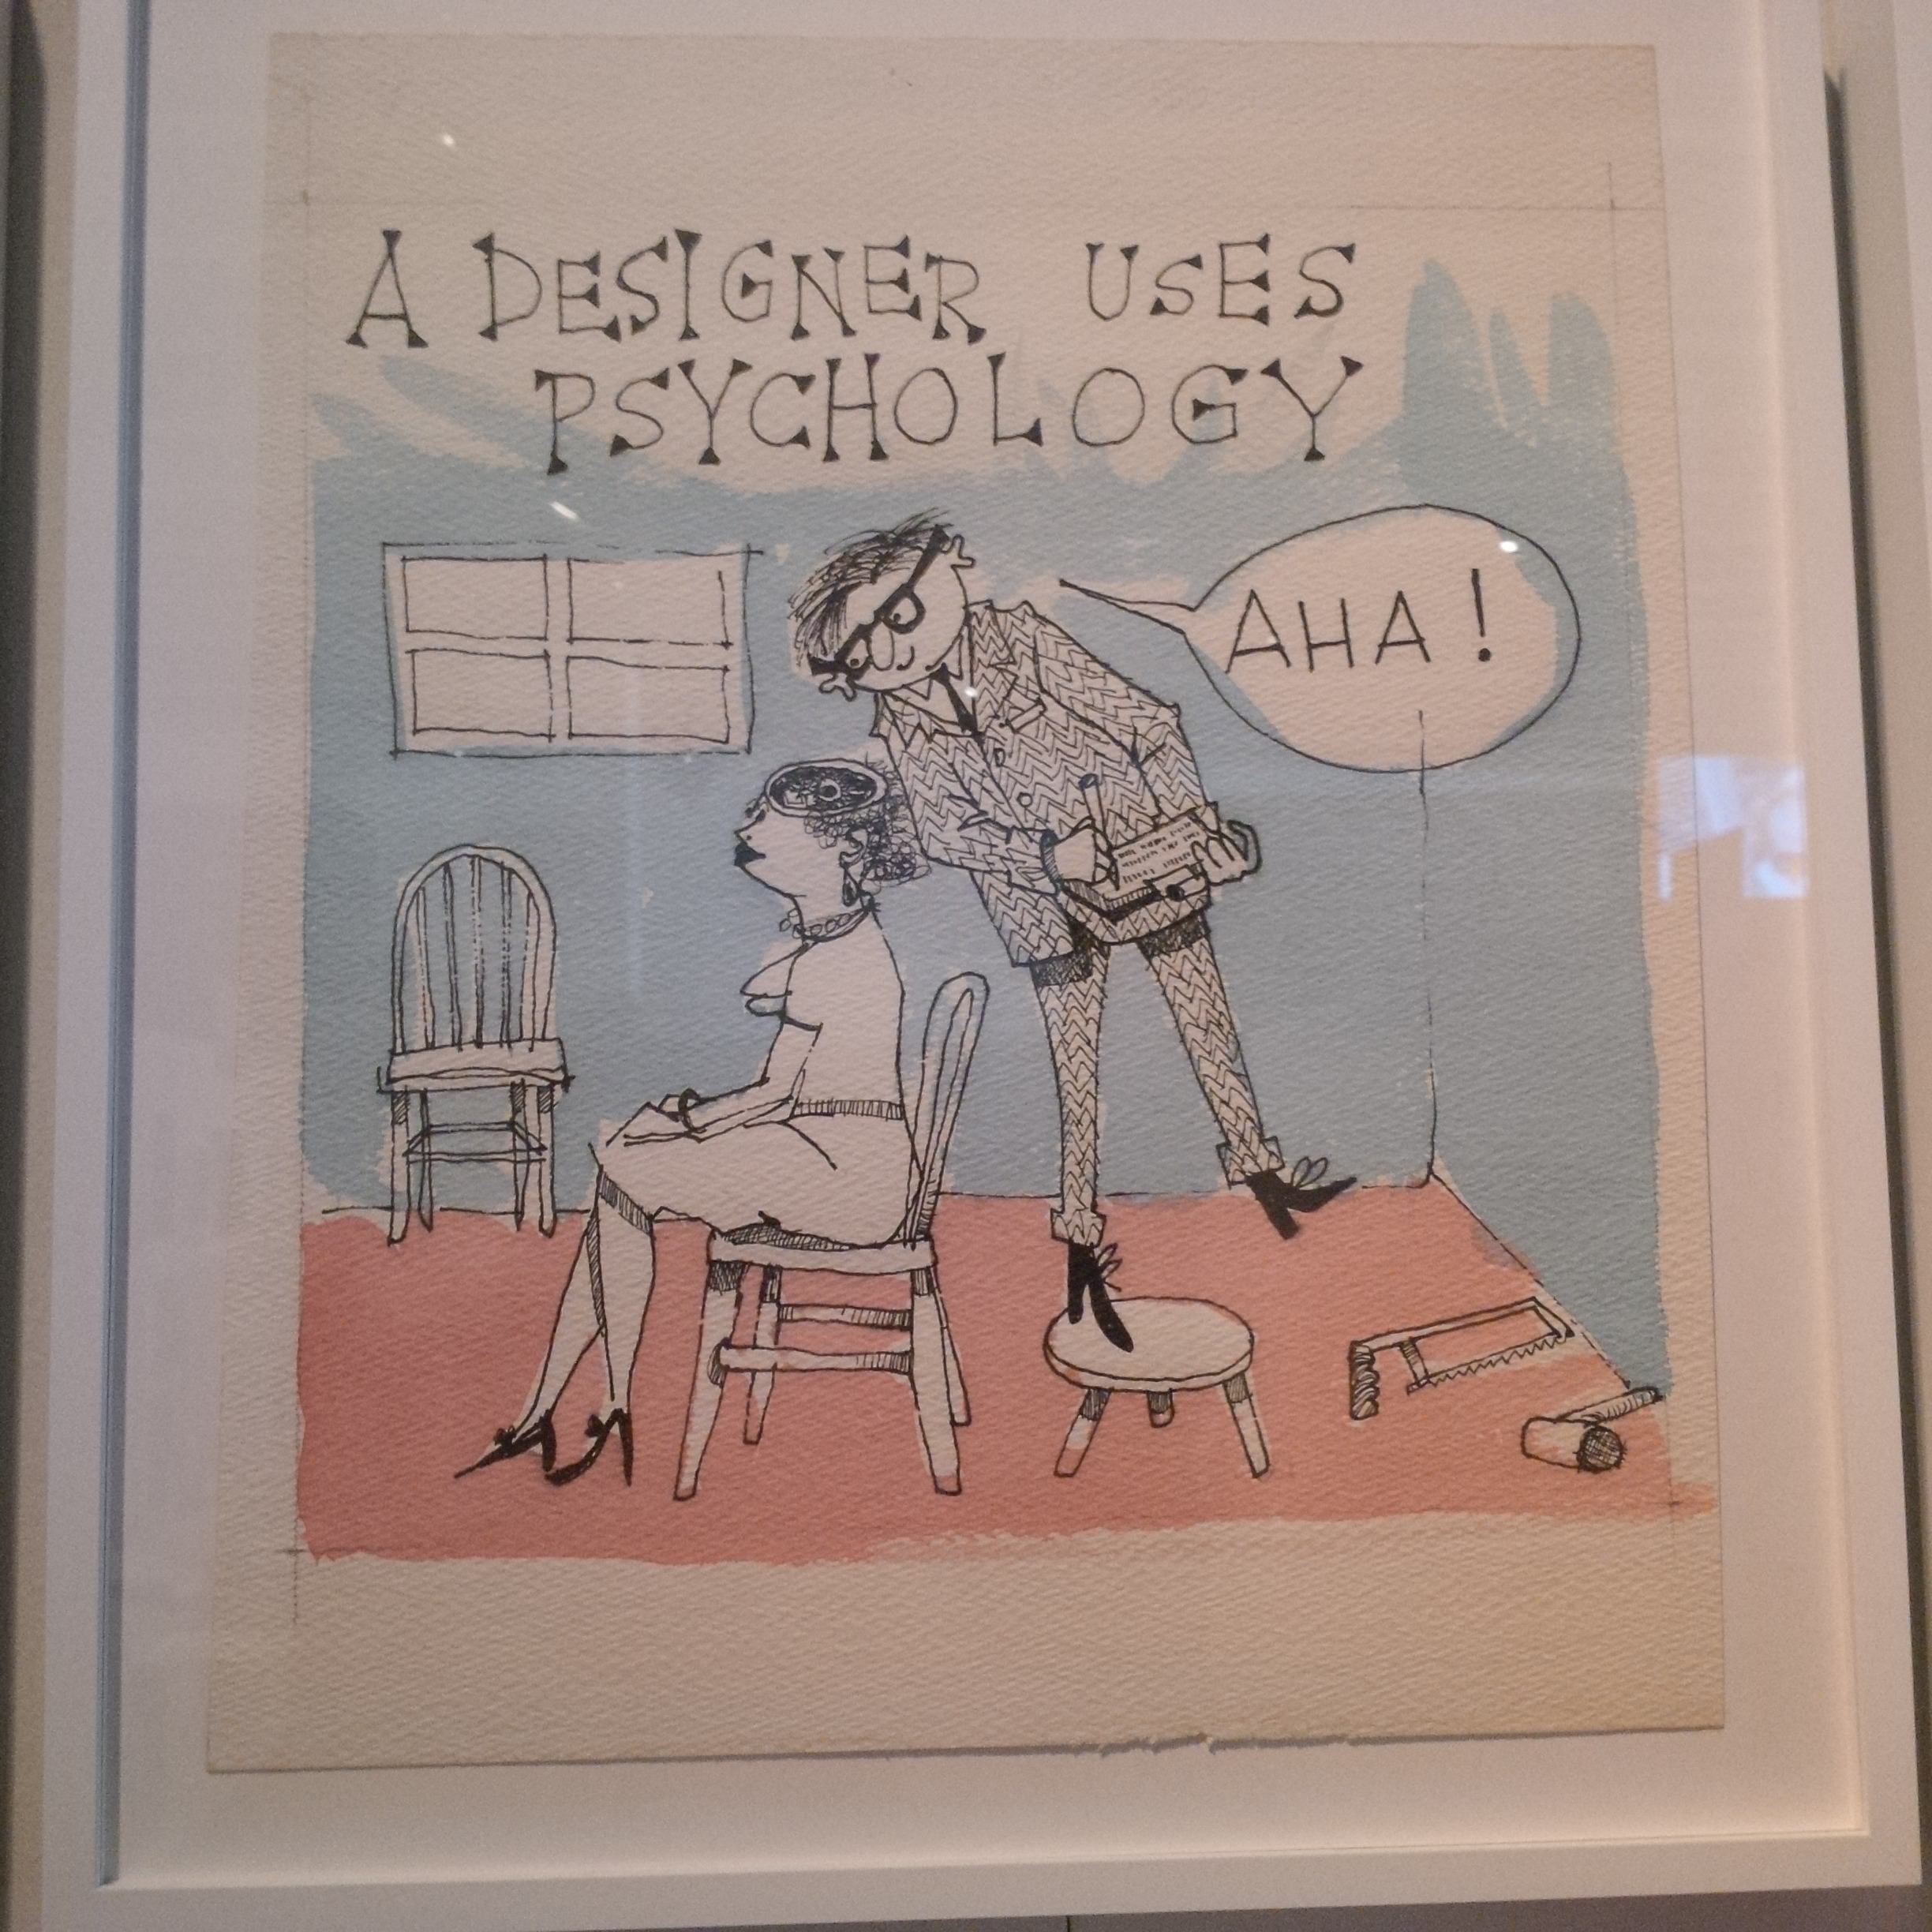 A DESIGNER USES
PSYCHOLOGY
AHA!